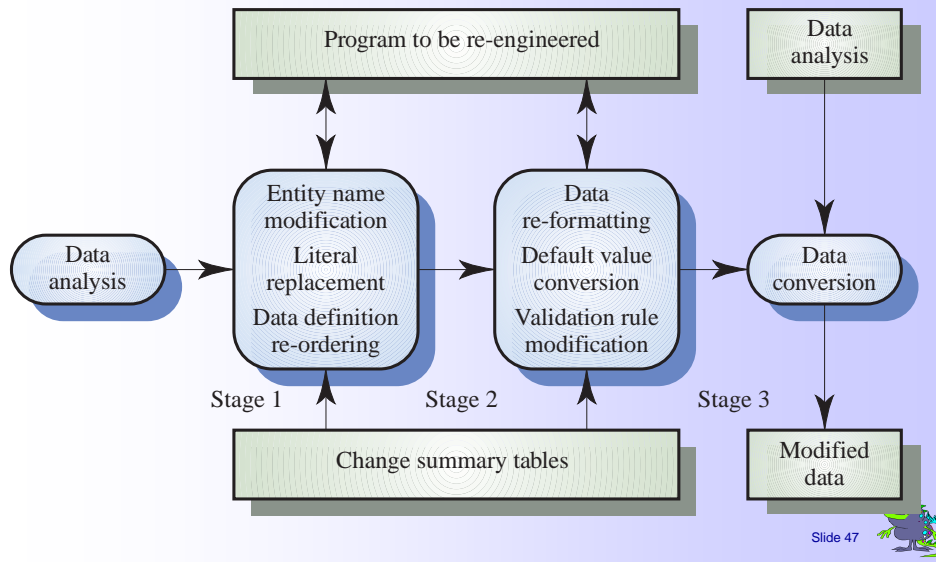 Program to be re-engineered
Data
analysis
Entity name
modification
Literal
replacement
Data definition
re-ordering
Data
re-formatting
Default value
conversion
Validation rule
modification
Data
analysis
Data
conversion
Stage 1
Stage 2
Stage 3
Change summary tables
Modified
data
Slide 47